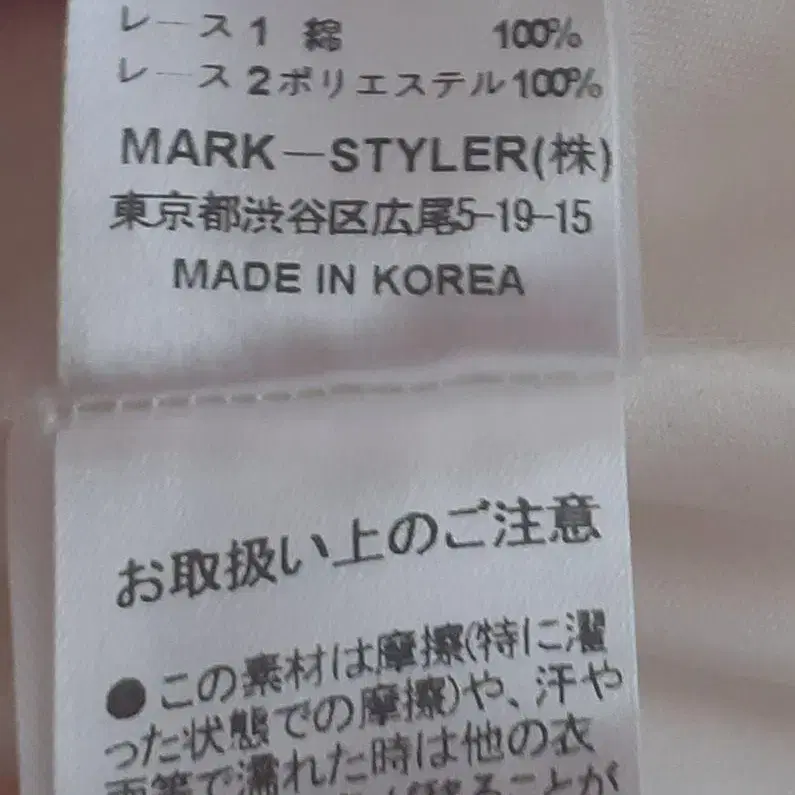 レース1 綿 100%
レース2ポリエステル100%
MARK—STYLER(株)
東京都渋谷区広尾5-19-15
MADE IN KOREA
お取扱い上のご注意
●この素材は摩擦(特に濡
った状態での摩擦)や、汗や
雨等で濡れた時は他の衣
ることが